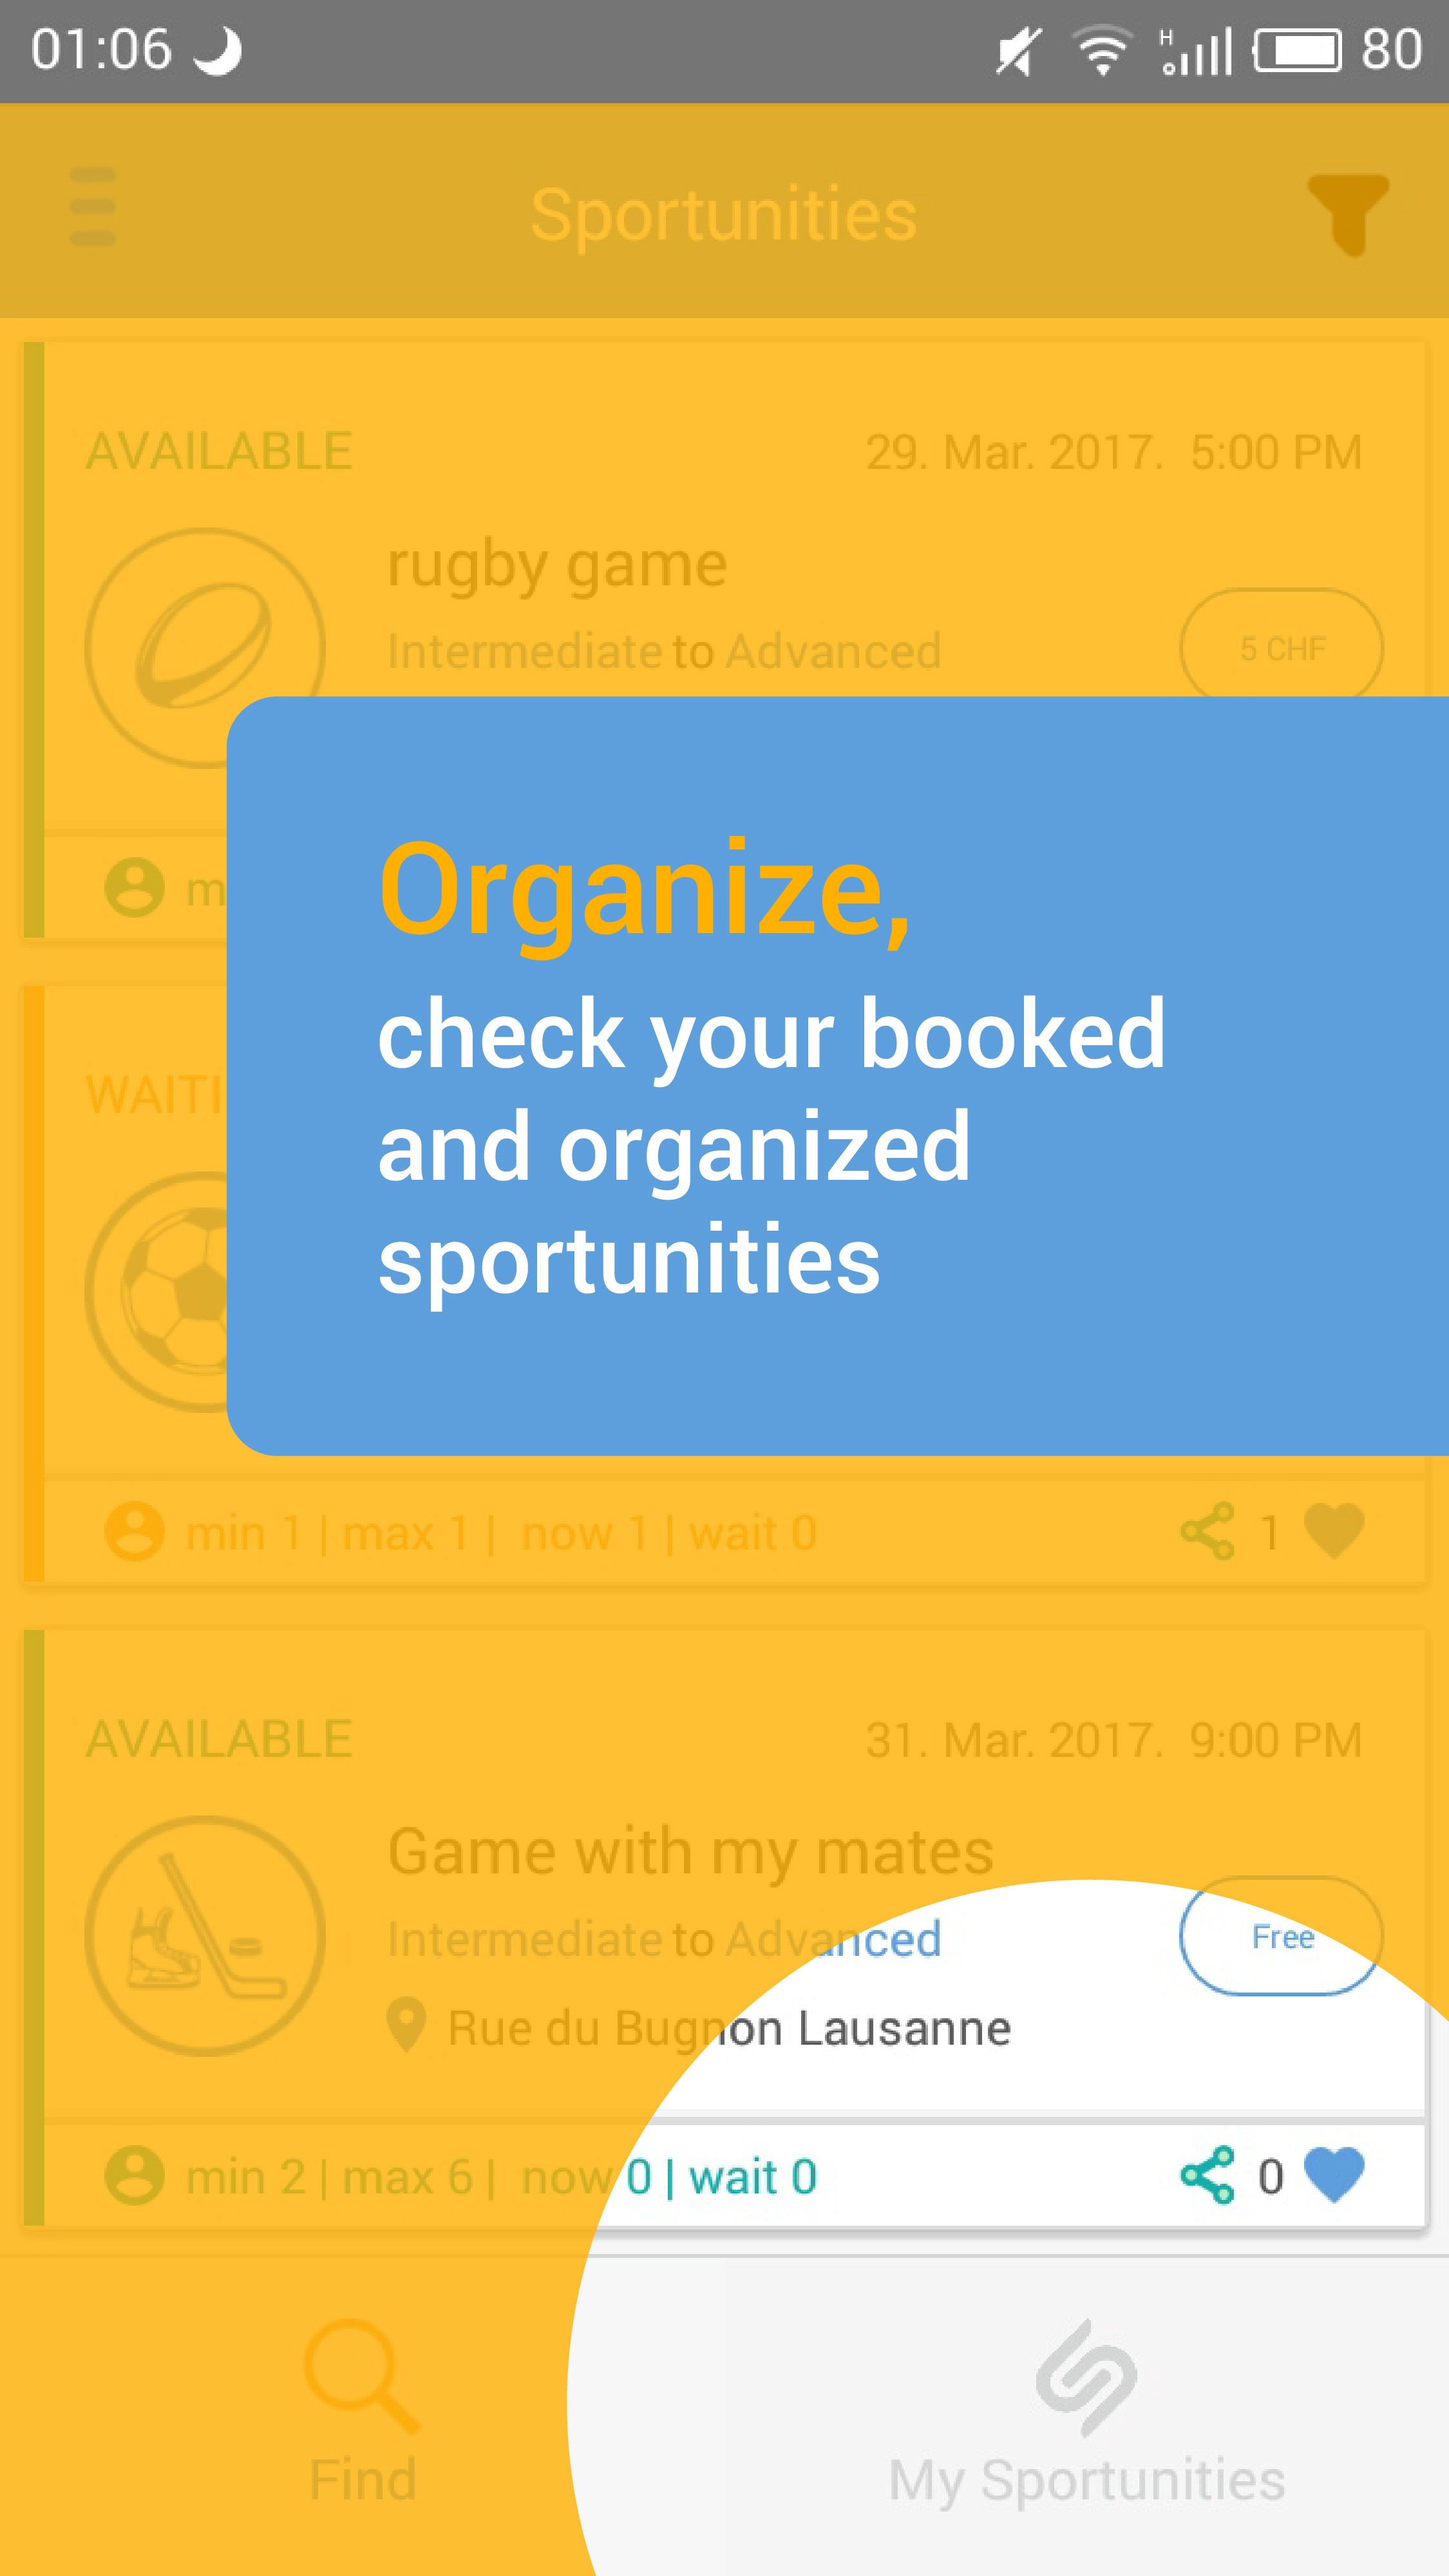 01:06 H 80
Sportunities
AVAILABLE 29. Mar. 2017. 5:00 PM
rugby game
Intermediate to Advanced 5 CHF
Organize,
check your booked
and organized
sportunities
min 1 | max 1 | now 1 | wait 0 1
AVAILABLE 31. Mar. 2017. 9:00 PM
Game with my mates
Intermediate to Advanced Free
Rue du Bugnon Lausanne
min 2 | max 6 | now 0 | wait 0 0
Find My Sportunities